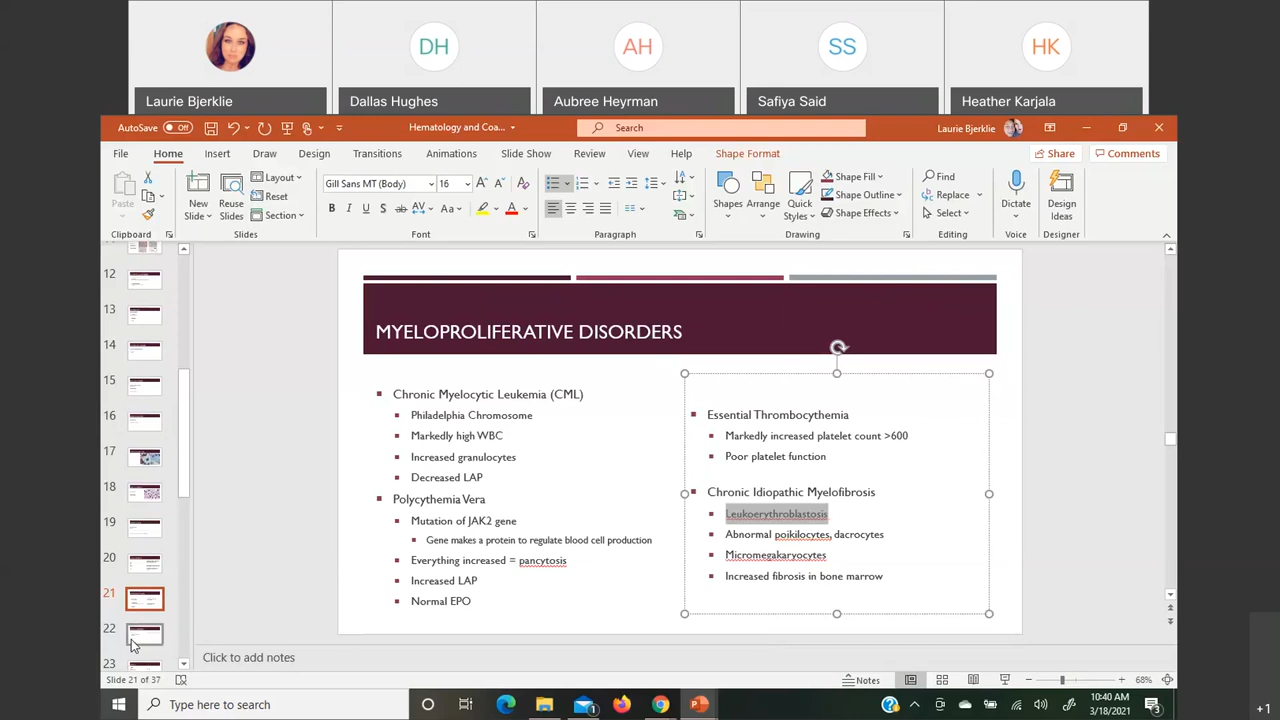 DH
AH
SS
HK
Laurie Bjerklie
Dallas Hughes
Aubree Heyrman
Safiya Said
Heather Karjala
AutoSave Off
Hematology and Coa...
Search
Laurie Bjerklie
File Home Insert Draw Design Transitions Animations Slide Show Review View Help Shape Format
Share
Comments
Paste
New Slides
Reuse Slides
Layout
Reset
Section
Gill Sans MT (Body) 16
B I U S ab AV Aa A
Shapes Arrange Quick Styles
Shape Fill
Shape Outline
Shape Effects
Find
Replace
Select
Dictate
Design Ideas
Clipboard Slides Font Paragraph Drawing Editing Voice Designer
12
13
14
15
16
17
18
19
20
21
22
23
MYELOPROLIFERATIVE DISORDERS
Chronic Myelocytic Leukemia (CML)
Philadelphia Chromosome
Markedly high WBC
Increased granulocytes
Decreased LAP
Polycythemia Vera
Mutation of JAK2 gene
Gene makes a protein to regulate blood cell production
Everything increased = pancytosis
Increased LAP
Normal EPO
Essential Thrombocythemia
Markedly increased platelet count >600
Poor platelet function
Chronic Idiopathic Myelofibrosis
Leukoerythroblastosis
Abnormal poikilocytes, dacrocytes
Micromegakaryocytes
Increased fibrosis in bone marrow
Click to add notes
Slide 21 of 37
Notes
68%
Type here to search
10:40 AM
3/18/2021
+1